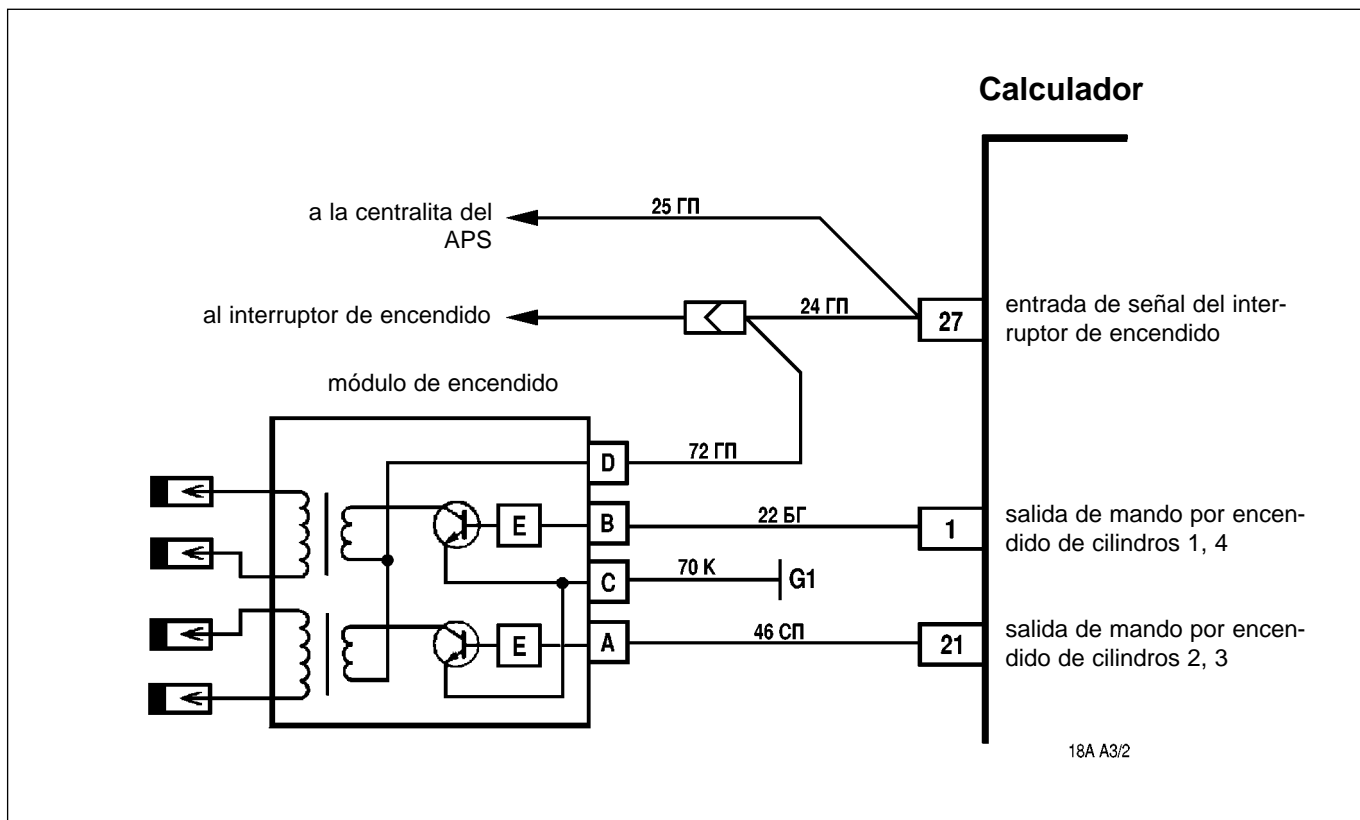 Calculador
25 ГП
a la centralita del
APS
al interruptor de encendido
24 ГП
27
entrada de señal del inter-
ruptor de encendido
módulo de encendido
D
72 ГП
E
B
22 БГ
1
salida de mando por encen-
dido de cilindros 1, 4
C
70 К
G1
E
A
46 СП
21
salida de mando por encen-
dido de cilindros 2, 3
18A A3/2